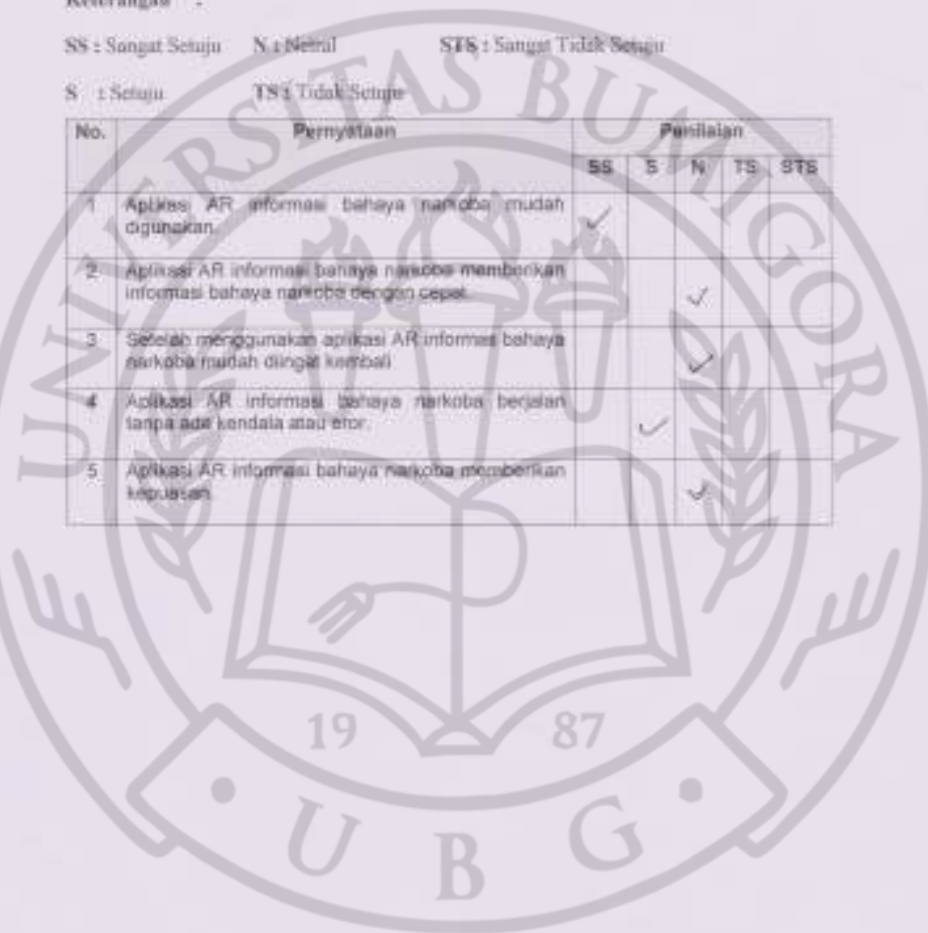 Keterangan :
SS : Sangat Setuju N : Netral STS : Sangat Tidak Setuju
S : Setuju TS : Tidak Setuju
No. Pernyataan Penilaian
SS S N TS STS
1 Aplikasi AR informasi bahaya narkoba mudah
digunakan. ✓
2. Aplikasi AR informasi bahaya narkoba memberikan
informasi bahaya narkoba dengan cepat. ✓
3 Setelah menggunakan aplikasi AR informasi bahaya
narkoba mudah diingat kembali ✓
4 Aplikasi AR informasi bahaya narkoba berjalan
tanpa ada kendala atau eror. ✓
5. Aplikasi AR informasi bahaya narkoba memberikan
kepuasan. ✓
UNIVERSITAS BUMIGORA
19 87
U B G